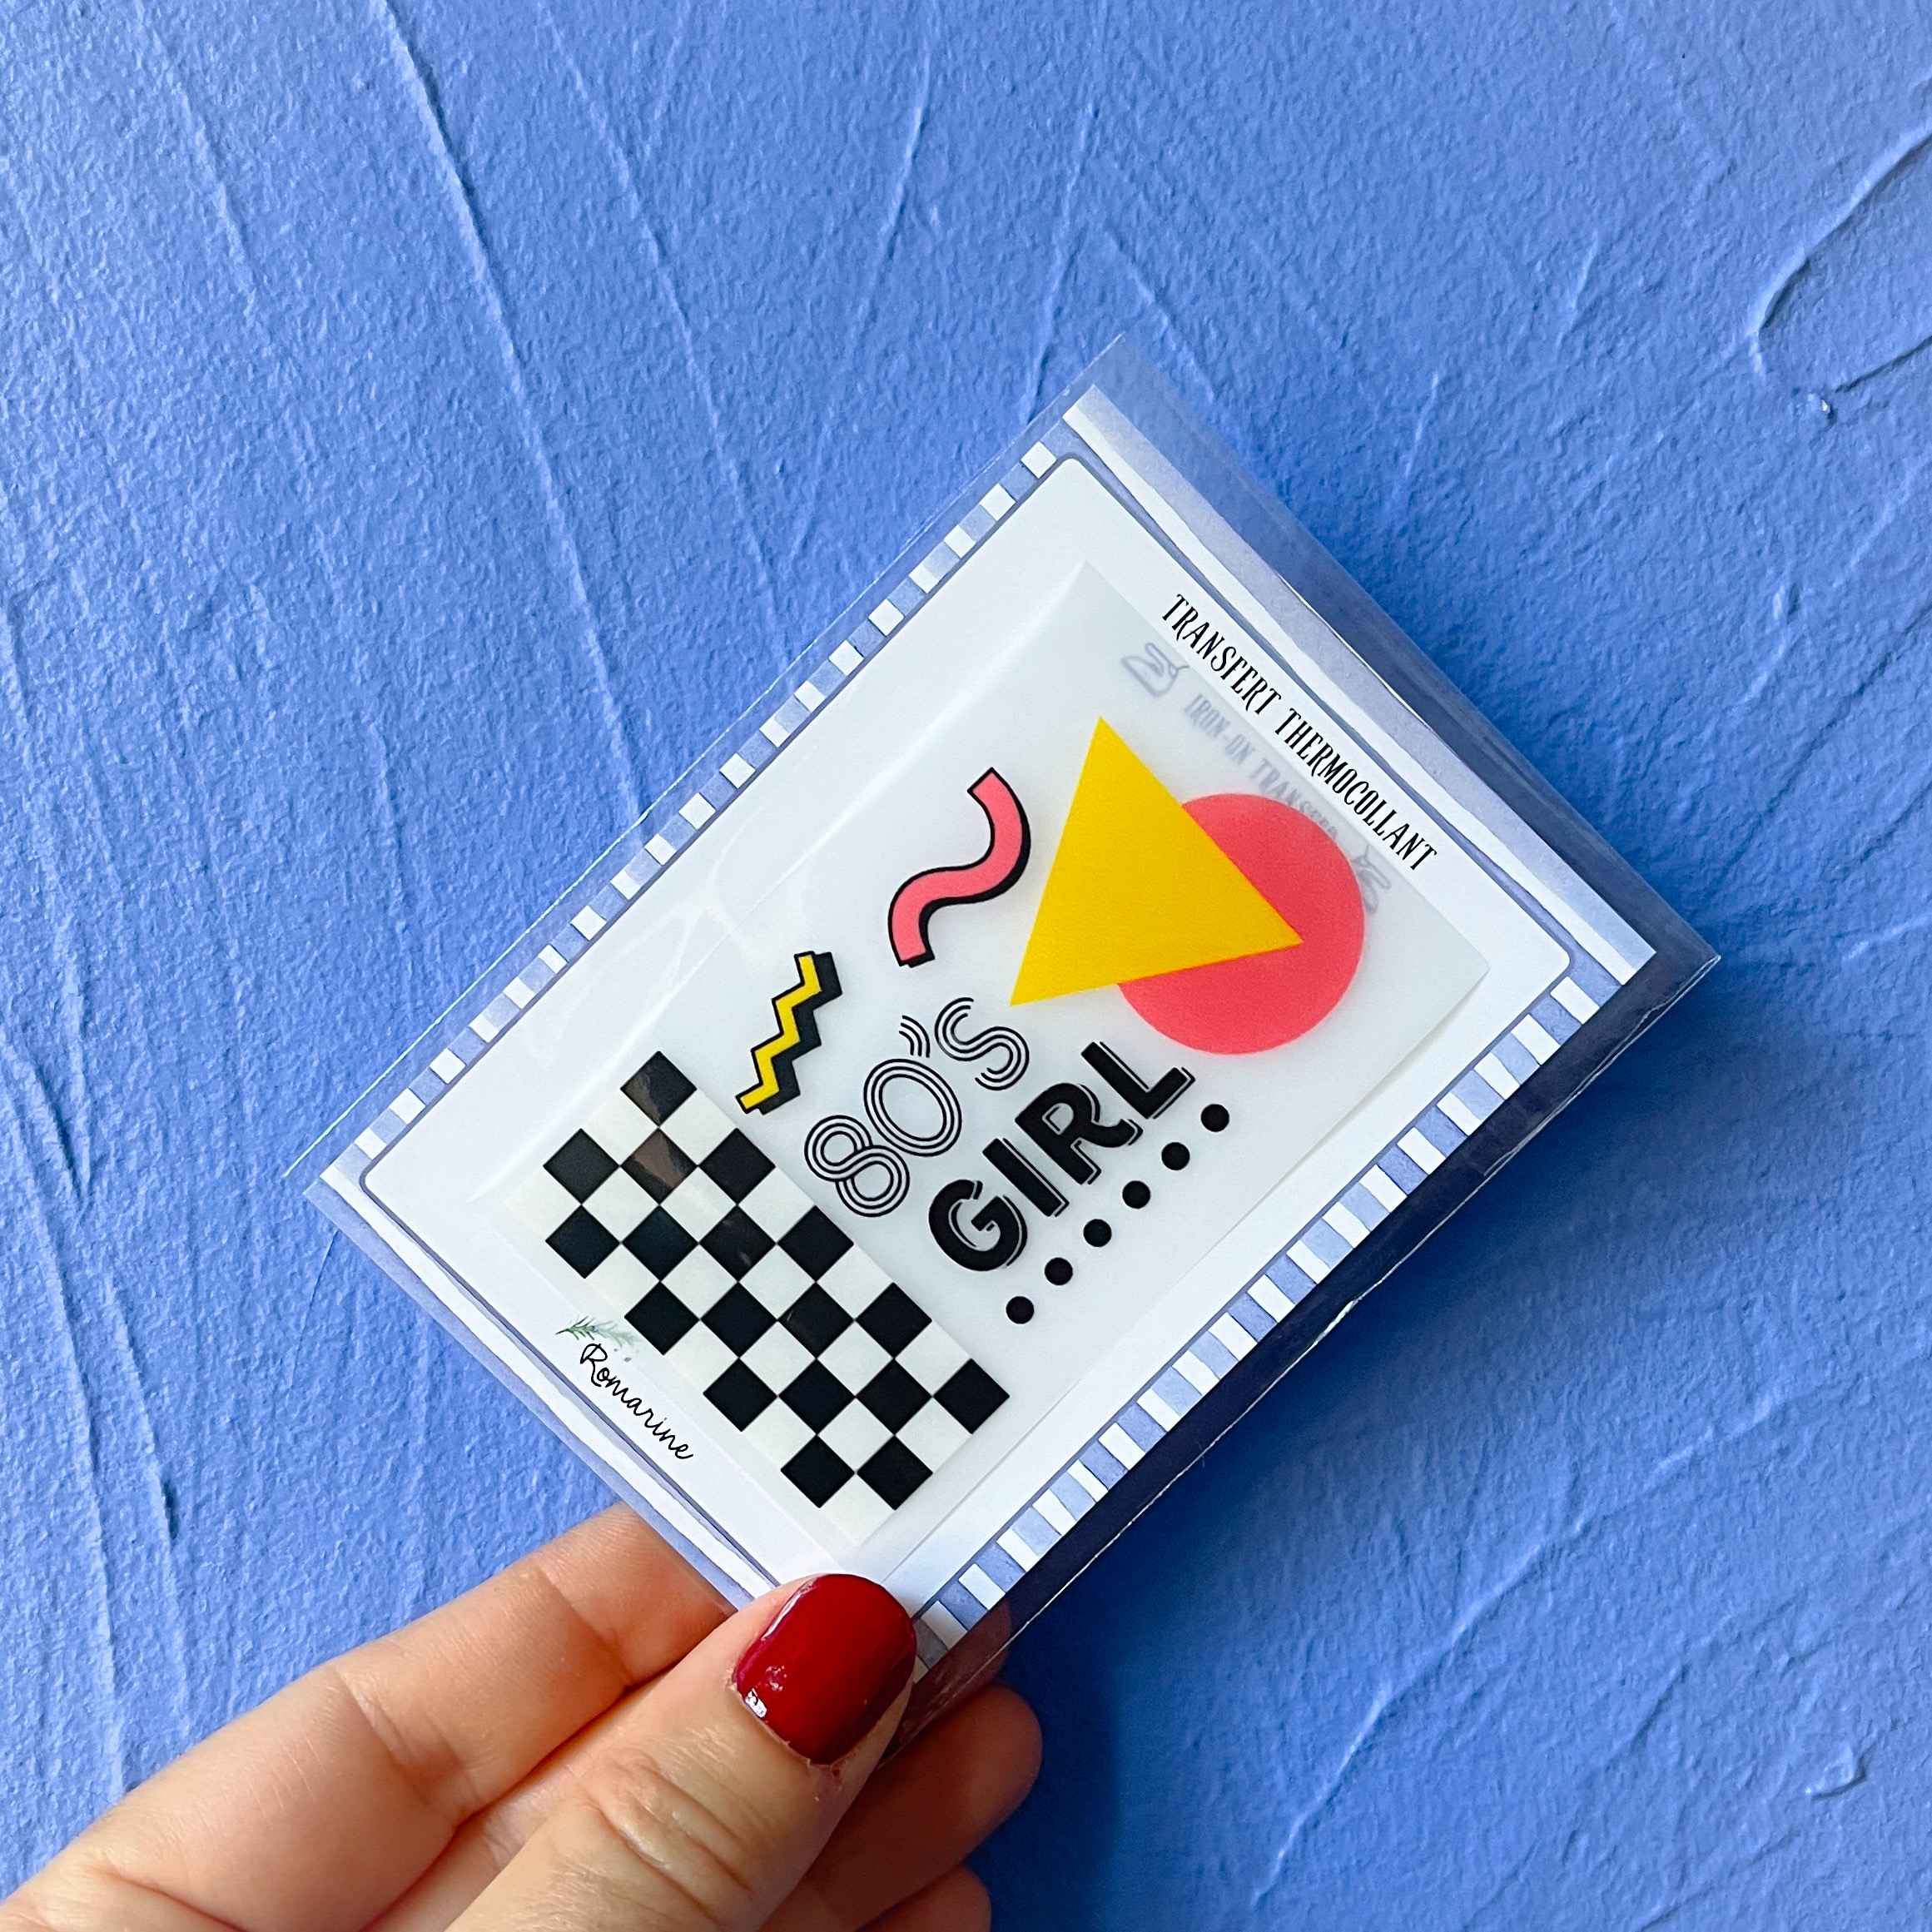 TRANSFERT THERMOCOLLANT
IRON-ON TRANSFER
80's
GIRL
Romarine